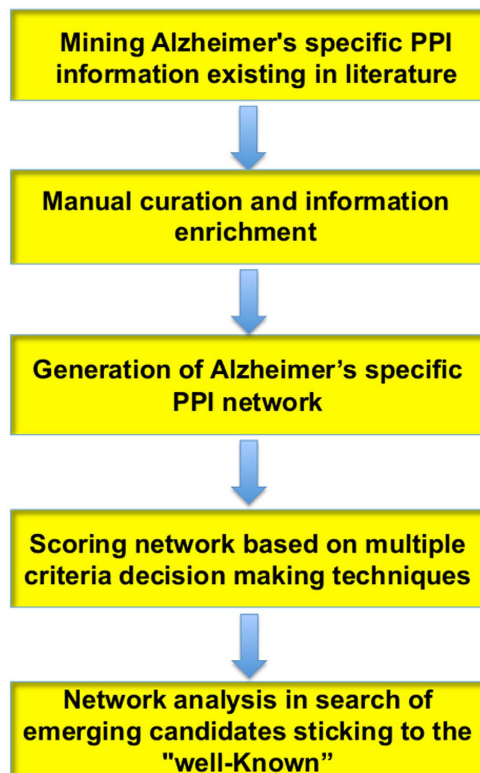 Mining Alzheimer's specific PPI
information existing in literature
Manual curation and information
enrichment
Generation of Alzheimer’s specific
PPI network
Scoring network based on multiple
criteria decision making techniques
Network analysis in search of
emerging candidates sticking to the
"well-Known”